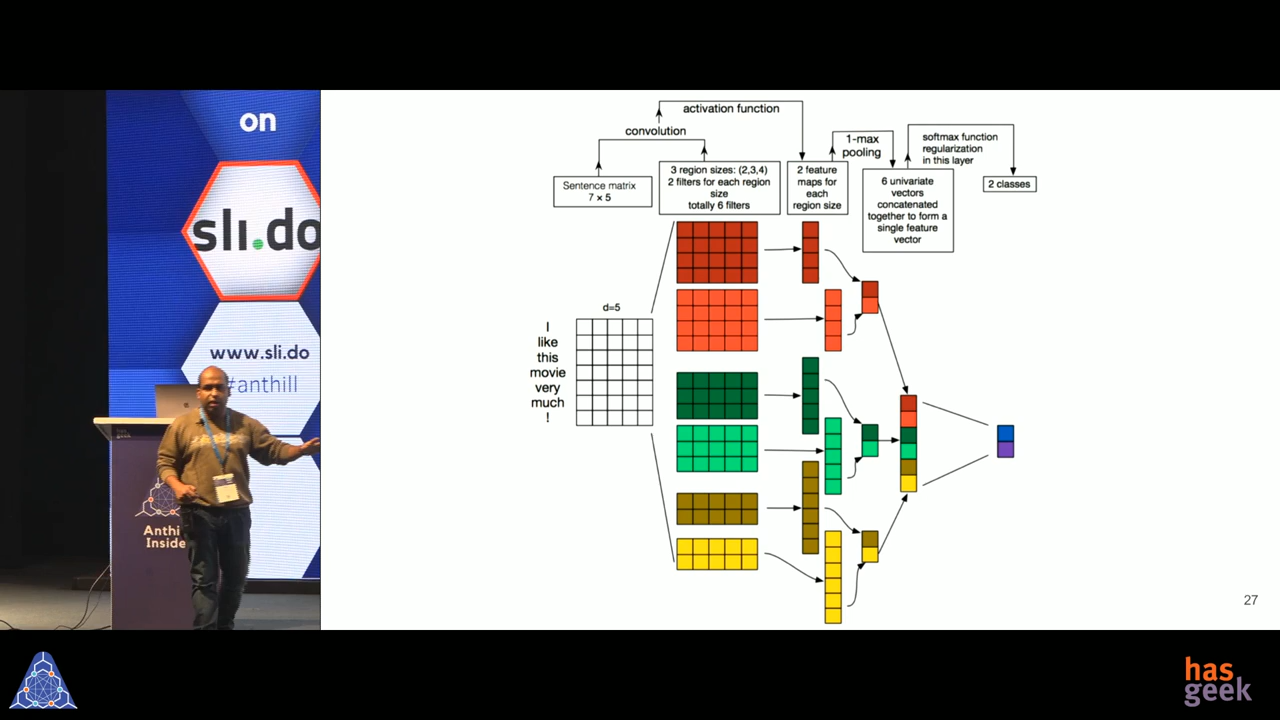 on
sli.do
www.sli.do
#anthill
has
geek
Anthi
Inside
activation function
convolution
1-max
pooling
softmax function
regularization
in this layer
Sentence matrix
7 × 5
3 region sizes: (2,3,4)
2 filters for each region
size
totally 6 filters
2 feature
maps for
each
region size
6 univariate
vectors
concatenated
together to form a
single feature
vector
2 classes
d=5
I
like
this
movie
very
much
!
27
has
geek